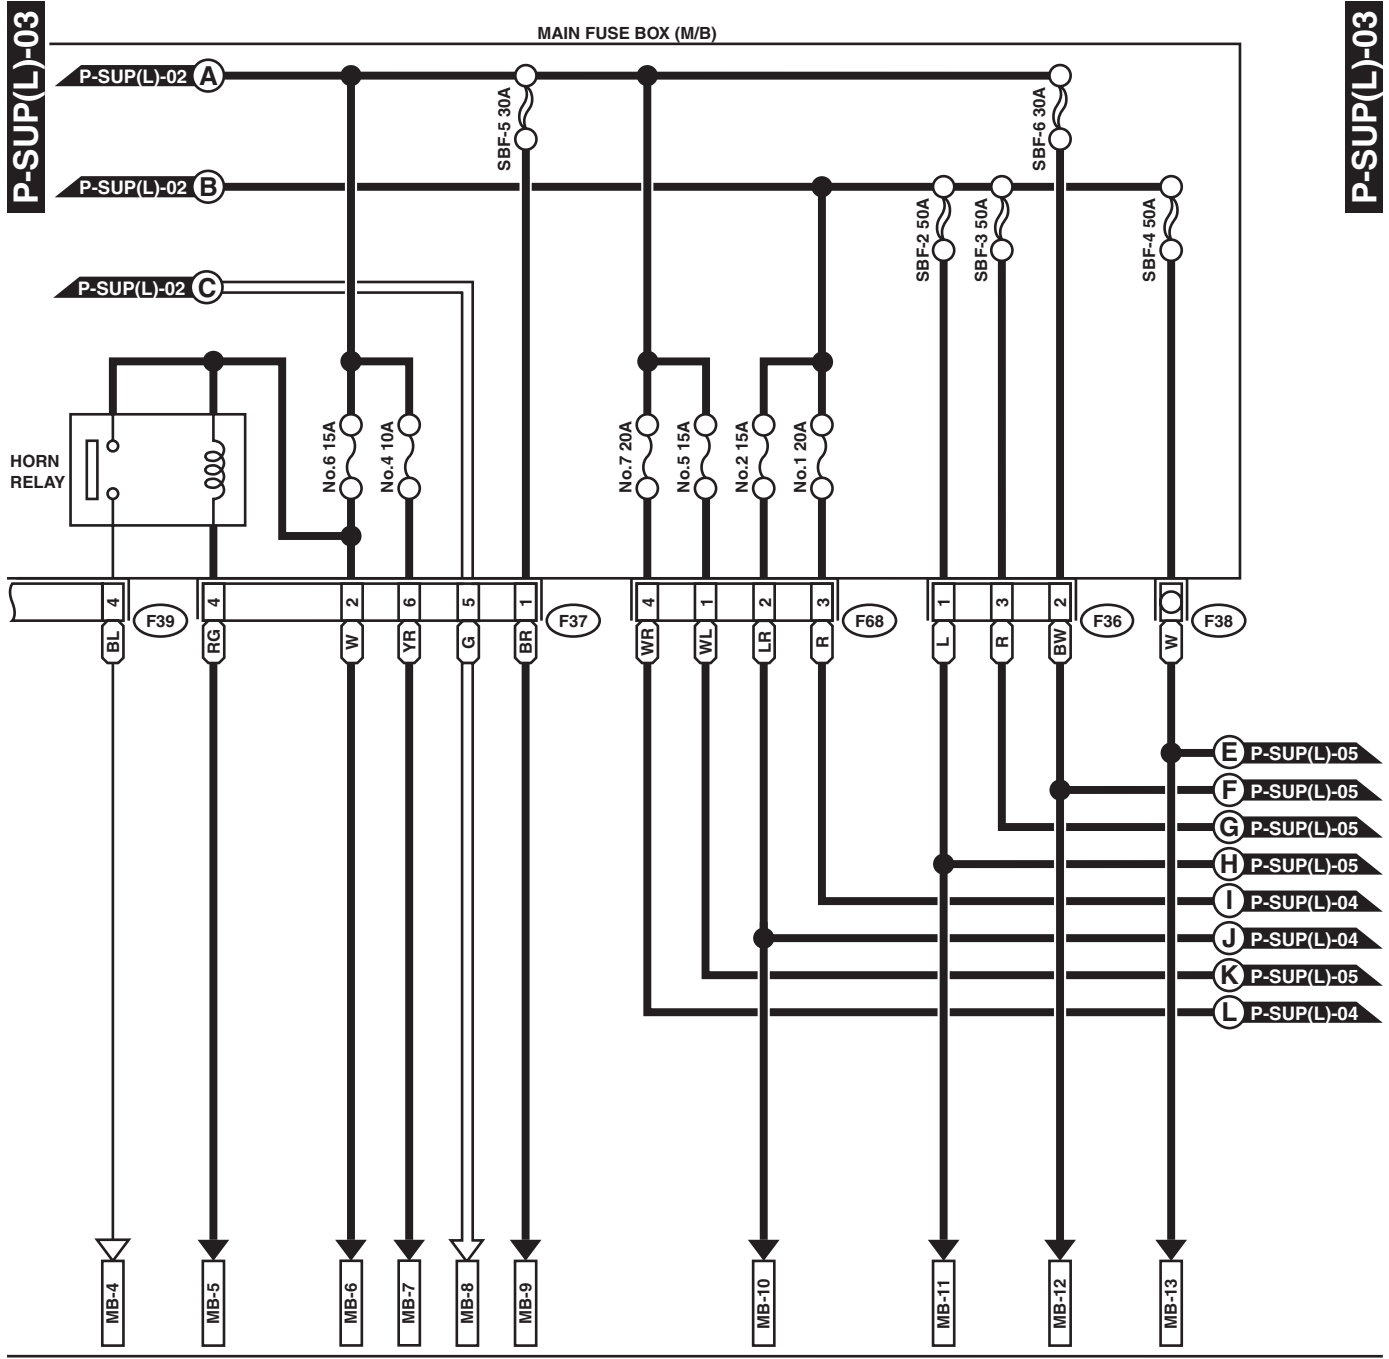 P-SUP(L)-03
MAIN FUSE BOX (M/B)
P-SUP(L)-03
P-SUP(L)-02 A
SBF-5 30A
SBF-6 30A
P-SUP(L)-02 B
SBF-2 50A
SBF-3 50A
SBF-4 50A
P-SUP(L)-02 C
HORN
RELAY
No.6 15A
No.4 10A
No.7 20A
No.5 15A
No.2 15A
No.1 20A
4
F39
4
2
6
5
1
F37
4
1
2
3
F68
1
3
2
F36
F38
BL
RG
W
YR
G
BR
WR
WL
LR
R
L
R
BW
W
E P-SUP(L)-05
F P-SUP(L)-05
G P-SUP(L)-05
H P-SUP(L)-05
I P-SUP(L)-04
J P-SUP(L)-04
K P-SUP(L)-05
L P-SUP(L)-04
MB-4
MB-5
MB-6
MB-7
MB-8
MB-9
MB-10
MB-11
MB-12
MB-13